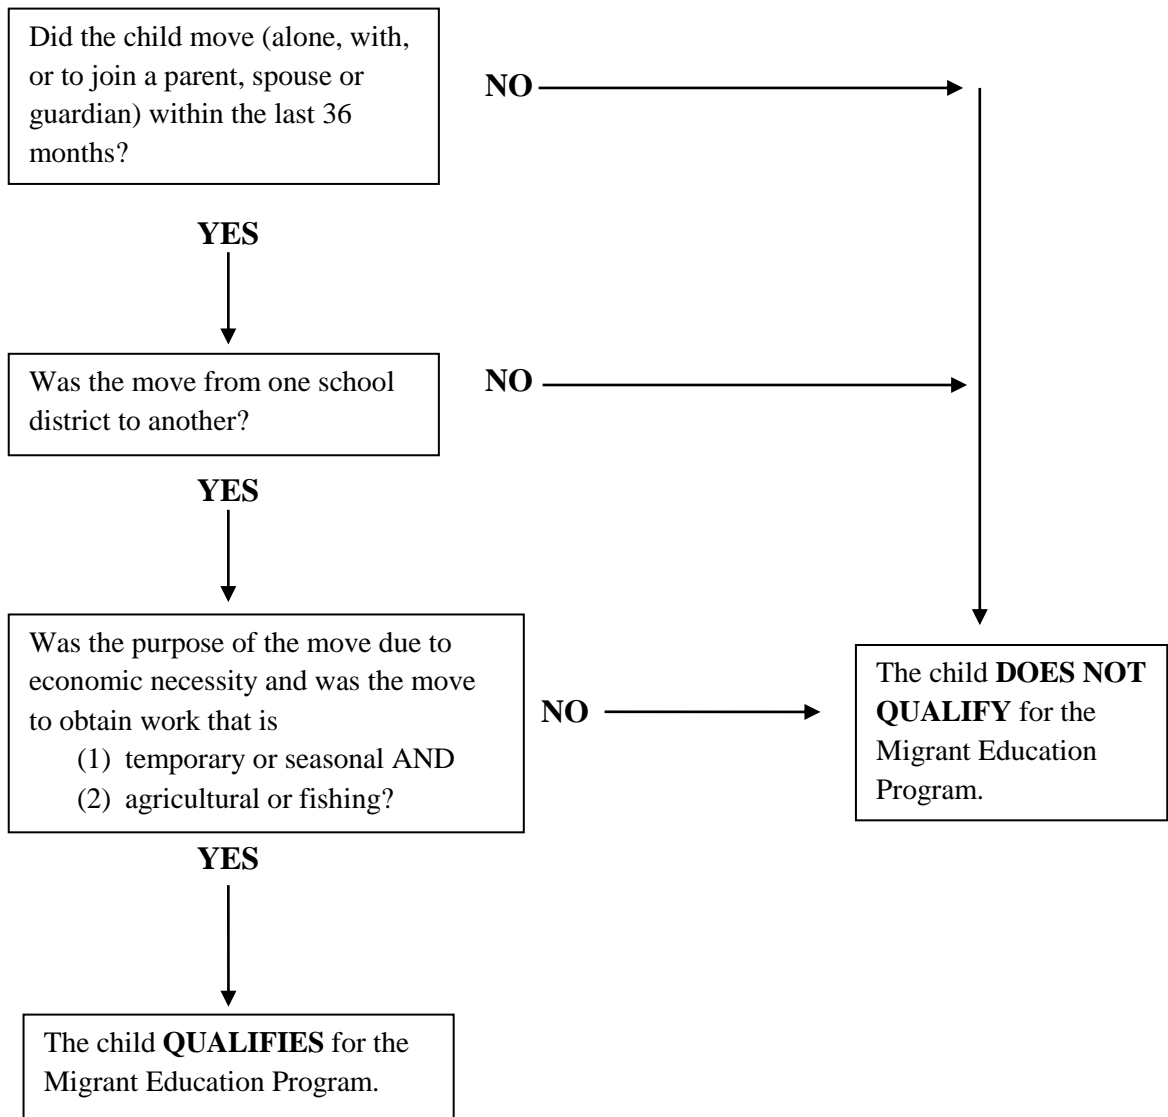 Did the child move (alone, with,
or to join a parent, spouse or
guardian) within the last 36
months?
NO
YES
Was the move from one school
district to another?
NO
YES
Was the purpose of the move due to
economic necessity and was the move
to obtain work that is
(1) temporary or seasonal AND
(2) agricultural or fishing?
NO
The child DOES NOT
QUALIFY for the
Migrant Education
Program.
YES
The child QUALIFIES for the
Migrant Education Program.